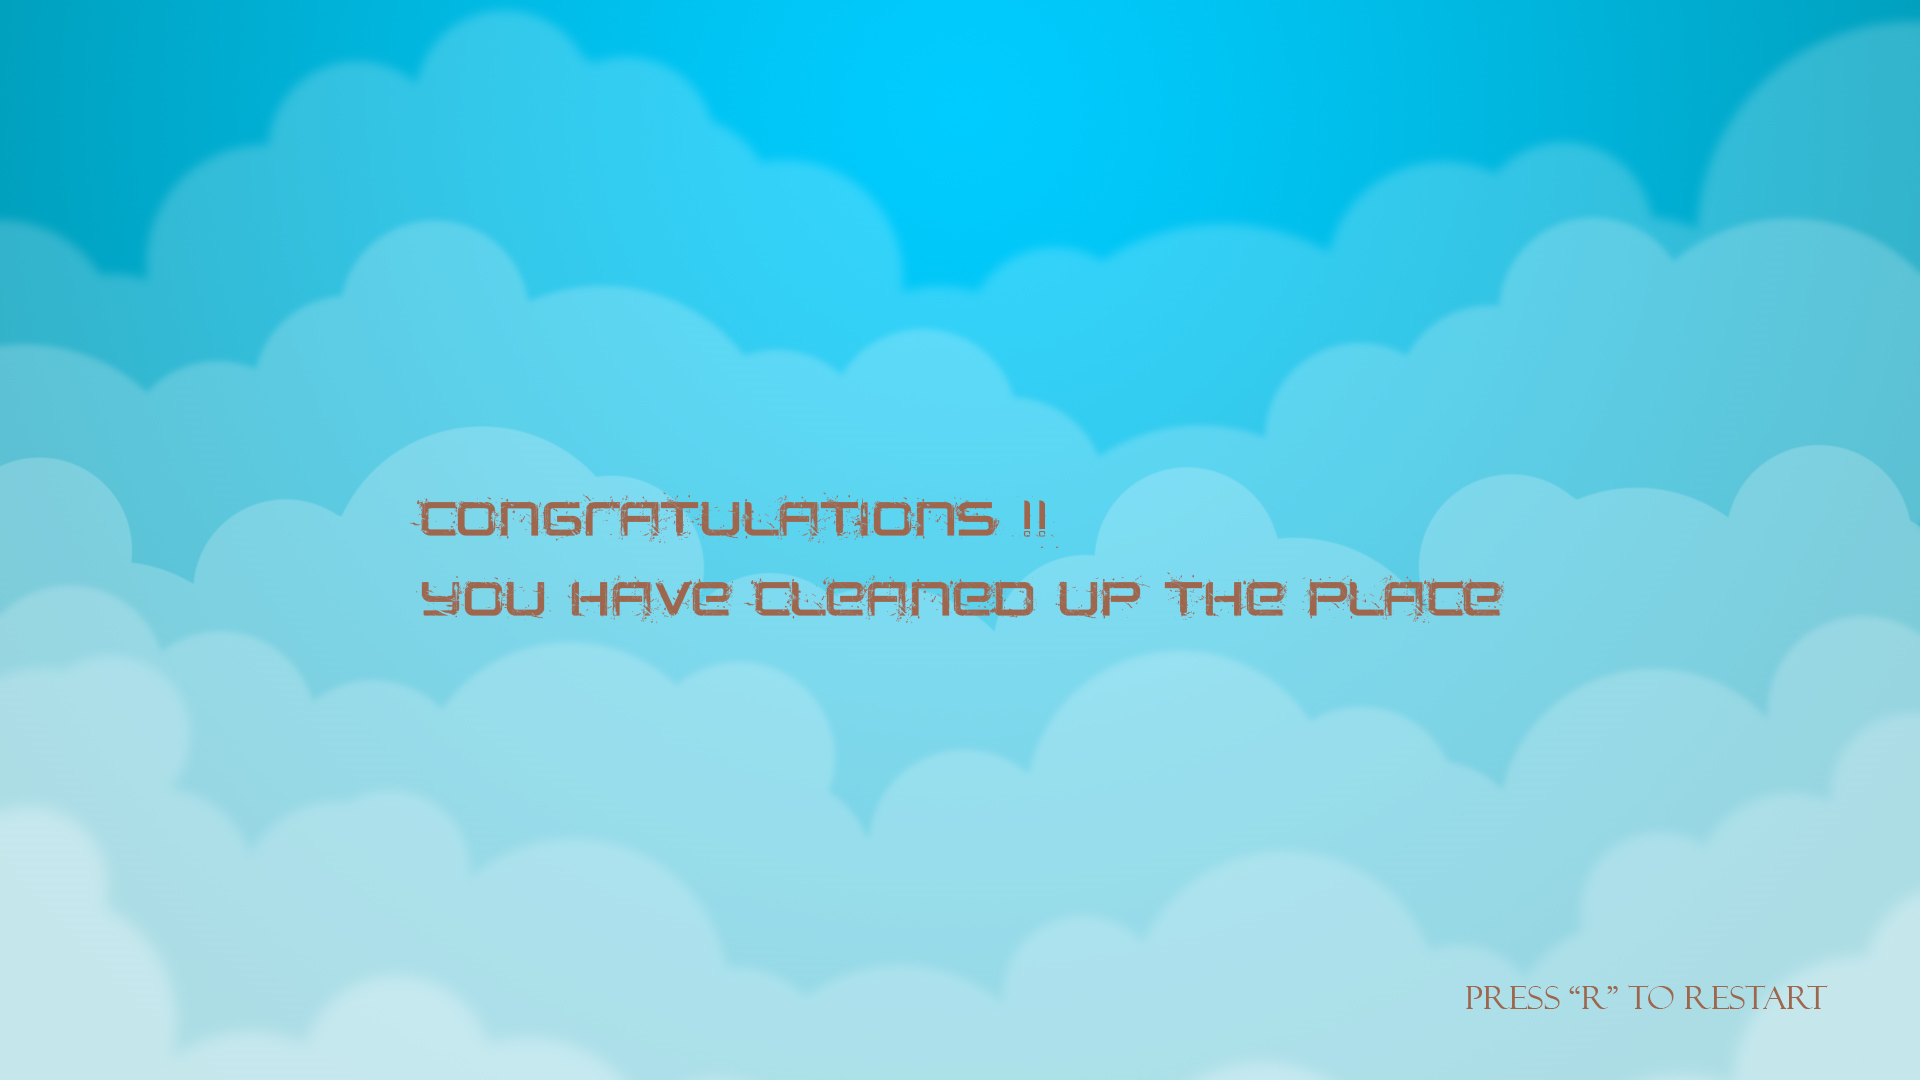 CONGRATULATIONS !!
YOU HAVE CLEANED UP THE PLACE
PRESS “R” TO RESTART